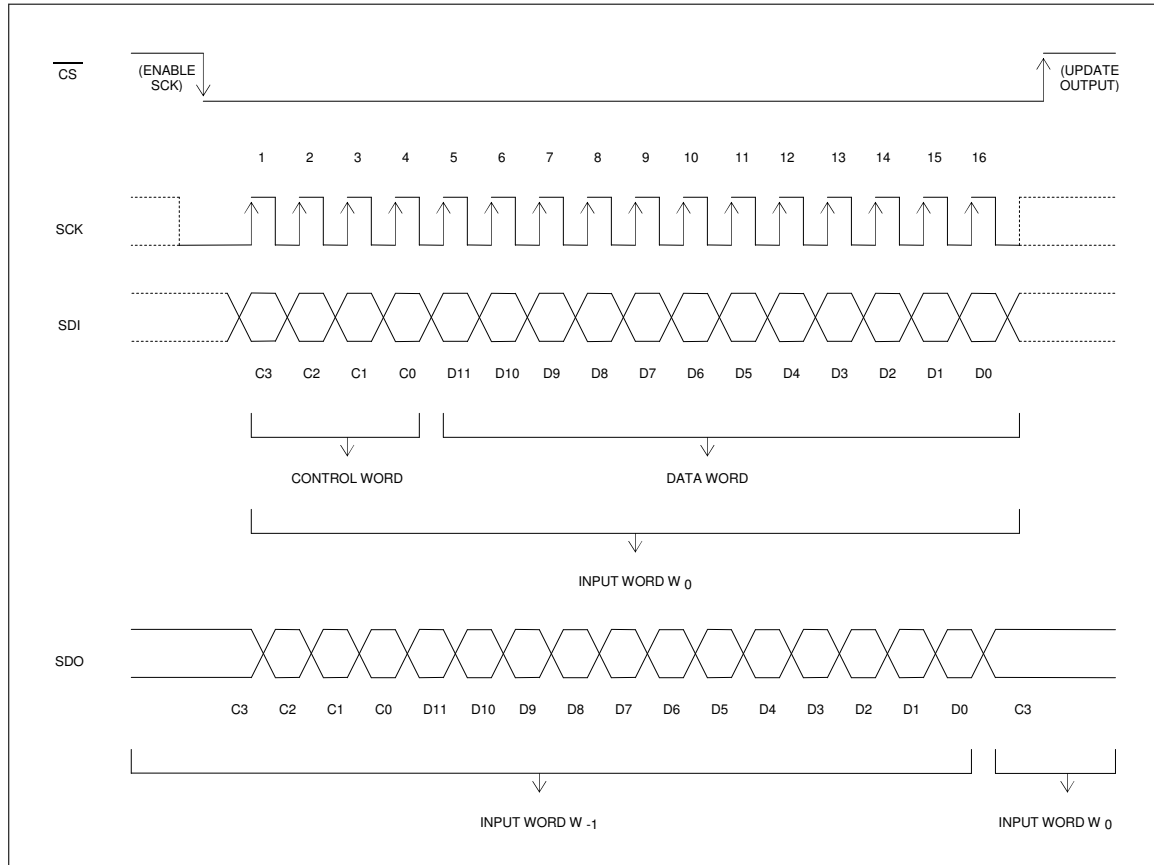 CS
(ENABLE
SCK)
(UPDATE
OUTPUT)
1 2 3 4 5 6 7 8 9 10 11 12 13 14 15 16
SCK
SDI
C3 C2 C1 C0 D11 D10 D9 D8 D7 D6 D5 D4 D3 D2 D1 D0
CONTROL WORD DATA WORD
INPUT WORD W 0
SDO
C3 C2 C1 C0 D11 D10 D9 D8 D7 D6 D5 D4 D3 D2 D1 D0 C3
INPUT WORD W -1 INPUT WORD W 0